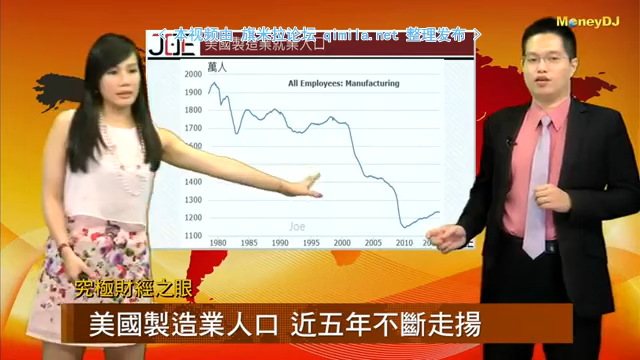 < 本视频由 旗米拉论坛 qimila.net 整理发布 >
MoneyDJ
JOE
美國製造業就業人口
萬人
All Employees: Manufacturing
2000
1900
1800
1700
1600
1500
1400
1300
1200
1100
1980
1985
1990
1995
2000
2005
2010
Joe
究極財經之眼
美國製造業人口 近五年不斷走揚